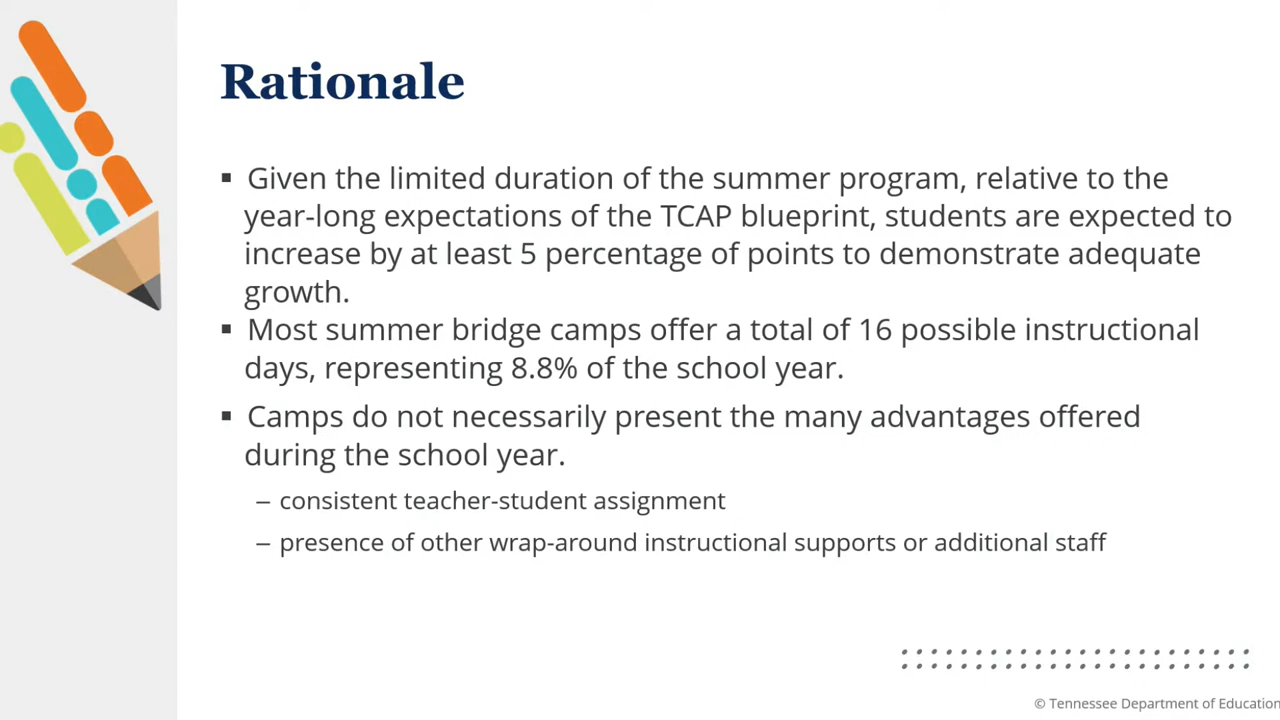 Rationale
▪ Given the limited duration of the summer program, relative to the
year-long expectations of the TCAP blueprint, students are expected to
increase by at least 5 percentage of points to demonstrate adequate
growth.
▪ Most summer bridge camps offer a total of 16 possible instructional
days, representing 8.8% of the school year.
▪ Camps do not necessarily present the many advantages offered
during the school year.
– consistent teacher-student assignment
– presence of other wrap-around instructional supports or additional staff
© Tennessee Department of Education